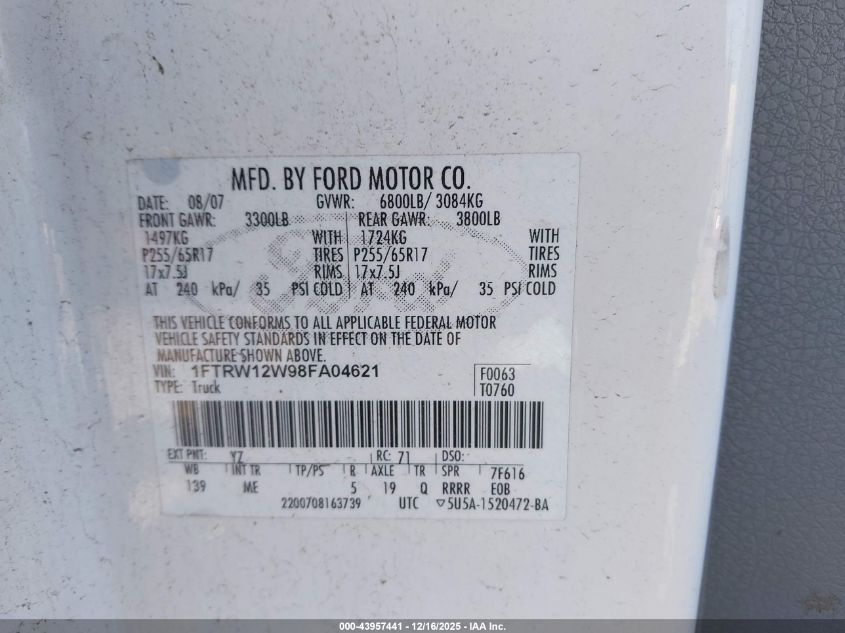 MFD. BY FORD MOTOR CO.
DATE: 08/07 GVWR: 6800LB/ 3084KG
FRONT GAWR: 3300LB REAR GAWR: 3800LB
1497KG WITH 1724KG WITH
P255/65R17 TIRES P255/65R17 TIRES
17x7.5J RIMS 17x7.5J RIMS
AT 240 kPa/ 35 PSI COLD AT 240 kPa/ 35 PSI COLD
THIS VEHICLE CONFORMS TO ALL APPLICABLE FEDERAL MOTOR
VEHICLE SAFETY STANDARDS IN EFFECT ON THE DATE OF
MANUFACTURE SHOWN ABOVE.
VIN: 1FTRW12W98FA04621 F0063
TYPE: Truck T0760
EXT PNT: YZ RC: 71 DSO:
WB INT TR TP/PS R AXLE TR SPR 7F616
139 ME 5 19 Q RRRR EOB
2200708163739 UTC ▽5U5A-1520472-BA
000-43957441 - 12/16/2025 - IAA Inc.